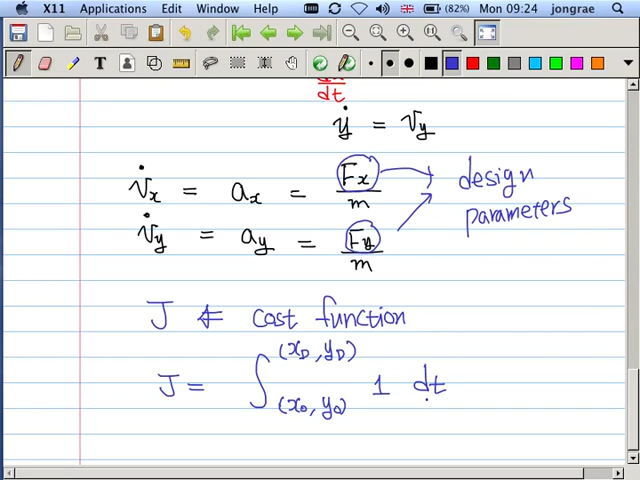 X11 Applications Edit Window Help (82%) Mon 09:24 jongrae
dt
ẏ = Vy
V̇x = ax = Fx/m
design
V̇y = ay = Fy/m
parameters
J ⇐ cost function
J = ∫ (x0, y0) (xD, yD) 1 dt